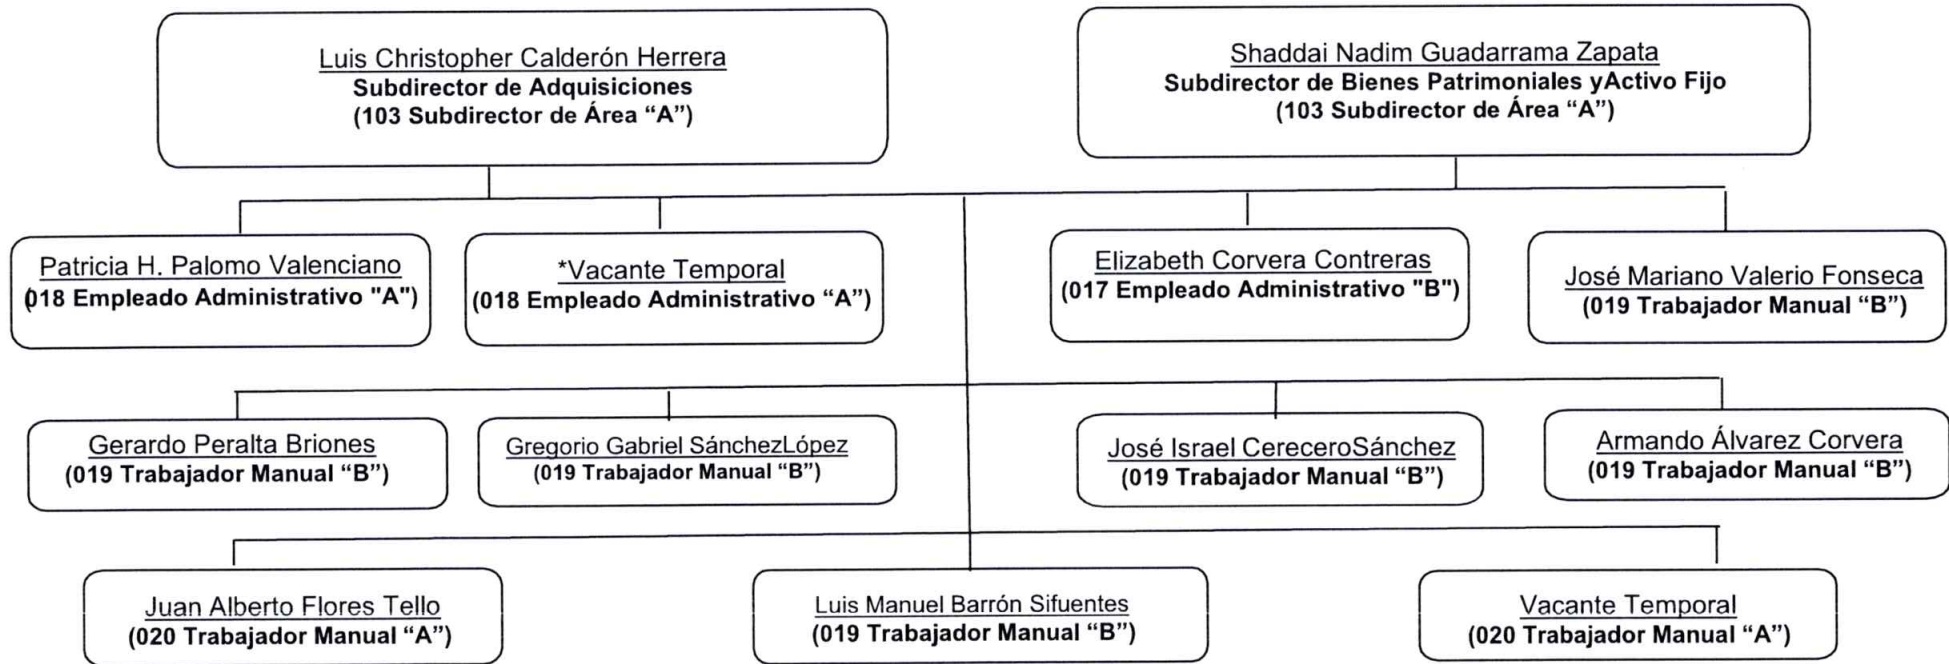 Luis Christopher Calderón Herrera
Subdirector de Adquisiciones
(103 Subdirector de Área “A”)
Shaddai Nadim Guadarrama Zapata
Subdirector de Bienes Patrimoniales yActivo Fijo
(103 Subdirector de Área “A”)
Patricia H. Palomo Valenciano
(018 Empleado Administrativo "A")
*Vacante Temporal
(018 Empleado Administrativo “A”)
Elizabeth Corvera Contreras
(017 Empleado Administrativo "B")
José Mariano Valerio Fonseca
(019 Trabajador Manual “B”)
Gerardo Peralta Briones
(019 Trabajador Manual “B”)
Gregorio Gabriel SánchezLópez
(019 Trabajador Manual “B”)
José Israel CereceroSánchez
(019 Trabajador Manual “B”)
Armando Álvarez Corvera
(019 Trabajador Manual “B”)
Juan Alberto Flores Tello
(020 Trabajador Manual “A”)
Luis Manuel Barrón Sifuentes
(019 Trabajador Manual “B”)
Vacante Temporal
(020 Trabajador Manual “A”)